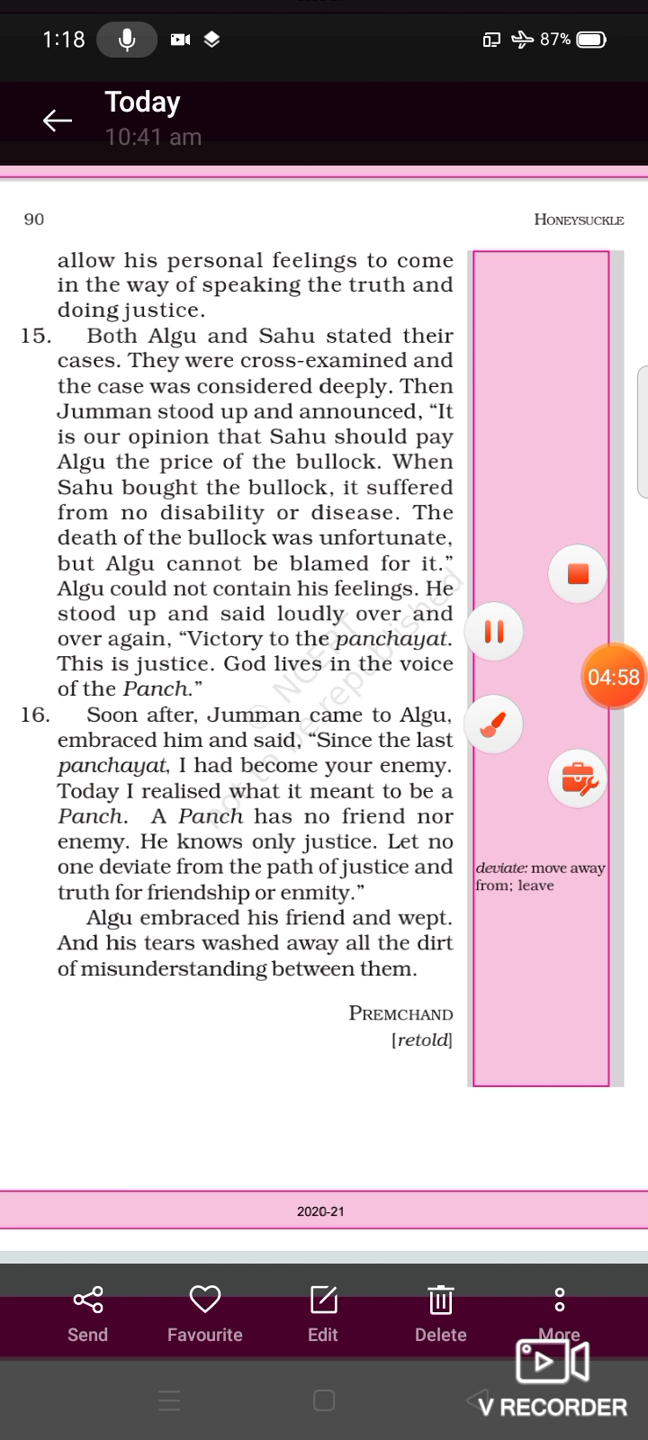 1:18
87%
Today
10:41 am
90
HONEYSUCKLE
allow his personal feelings to come
in the way of speaking the truth and
doing justice.
15. Both Algu and Sahu stated their
cases. They were cross-examined and
the case was considered deeply. Then
Jumman stood up and announced, “It
is our opinion that Sahu should pay
Algu the price of the bullock. When
Sahu bought the bullock, it suffered
from no disability or disease. The
death of the bullock was unfortunate,
but Algu cannot be blamed for it.”
Algu could not contain his feelings. He
stood up and said loudly over and
over again, “Victory to the panchayat.
This is justice. God lives in the voice
of the Panch.”
16. Soon after, Jumman came to Algu,
embraced him and said, “Since the last
panchayat, I had become your enemy.
Today I realised what it meant to be a
Panch. A Panch has no friend nor
enemy. He knows only justice. Let no
one deviate from the path of justice and
truth for friendship or enmity.”
Algu embraced his friend and wept.
And his tears washed away all the dirt
of misunderstanding between them.
PREMCHAND
[retold]
deviate: move away
from; leave
04:58
© NCERT
not to be republished
2020-21
Send
Favourite
Edit
Delete
More
V RECORDER